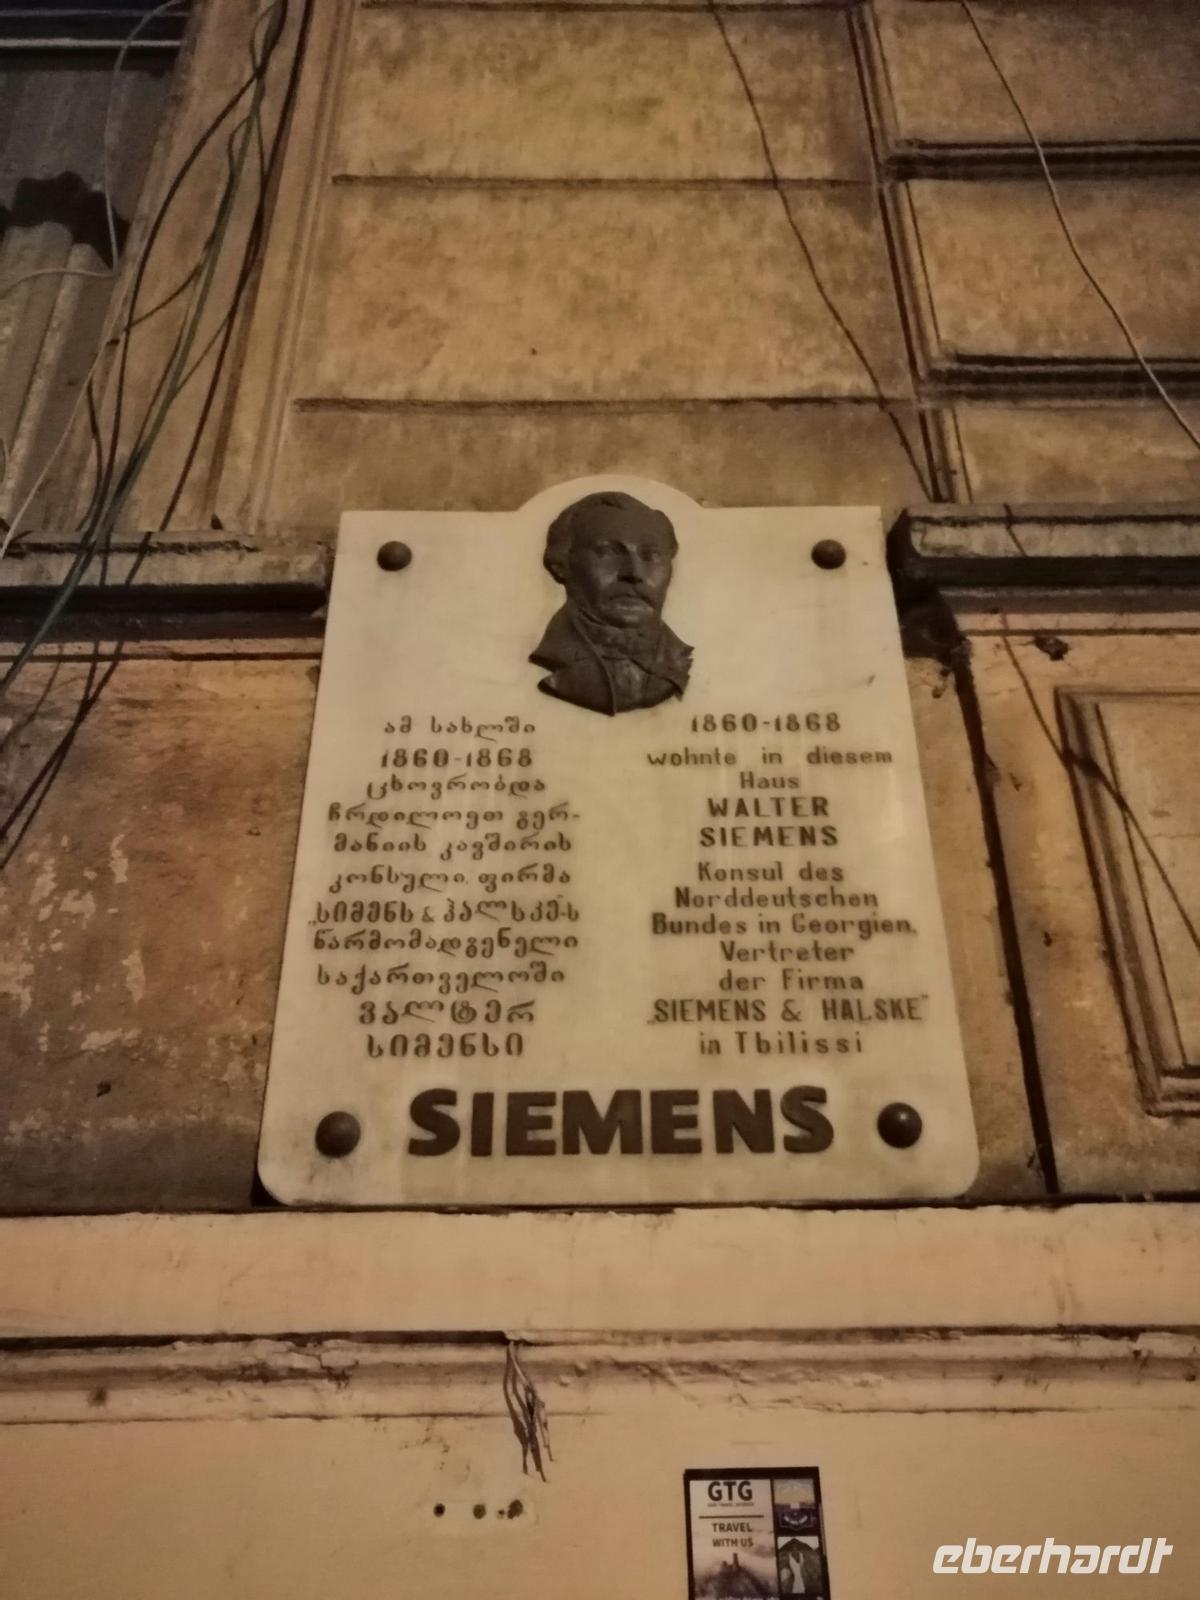 ამ სახლში
1860-1868
ცხოვრობდა
ჩრდილოეთ გერ-
მანიის კავშირის
კონსული, ფირმა
„სიმენს & ჰალსკე"-ს
წარმომადგენელი
საქართველოში
ვალტერ
სიმენსი
1860-1868
wohnte in diesem
Haus
WALTER
SIEMENS
Konsul des
Norddeutschen
Bundes in Georgien,
Vertreter
der Firma
„SIEMENS & HALSKE"
in Tbilissi
SIEMENS
GTG
TRAVEL
WITH US
eberhardt